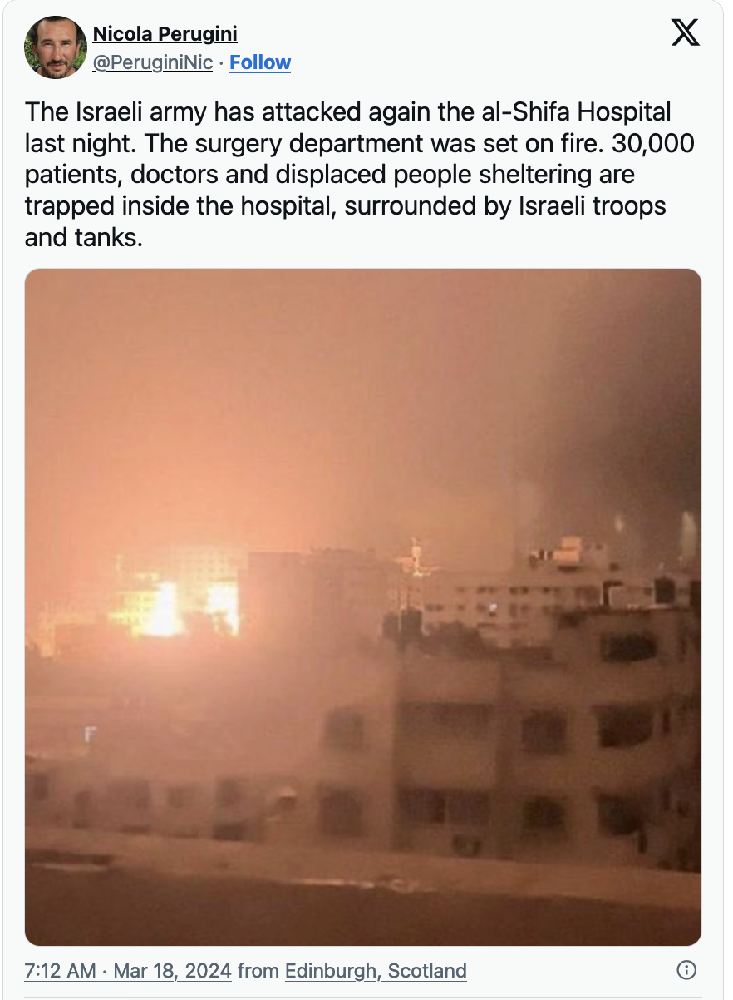 Nicola Perugini
@PeruginiNic · Follow
The Israeli army has attacked again the al-Shifa Hospital
last night. The surgery department was set on fire. 30,000
patients, doctors and displaced people sheltering are
trapped inside the hospital, surrounded by Israeli troops
and tanks.
7:12 AM · Mar 18, 2024 from Edinburgh, Scotland